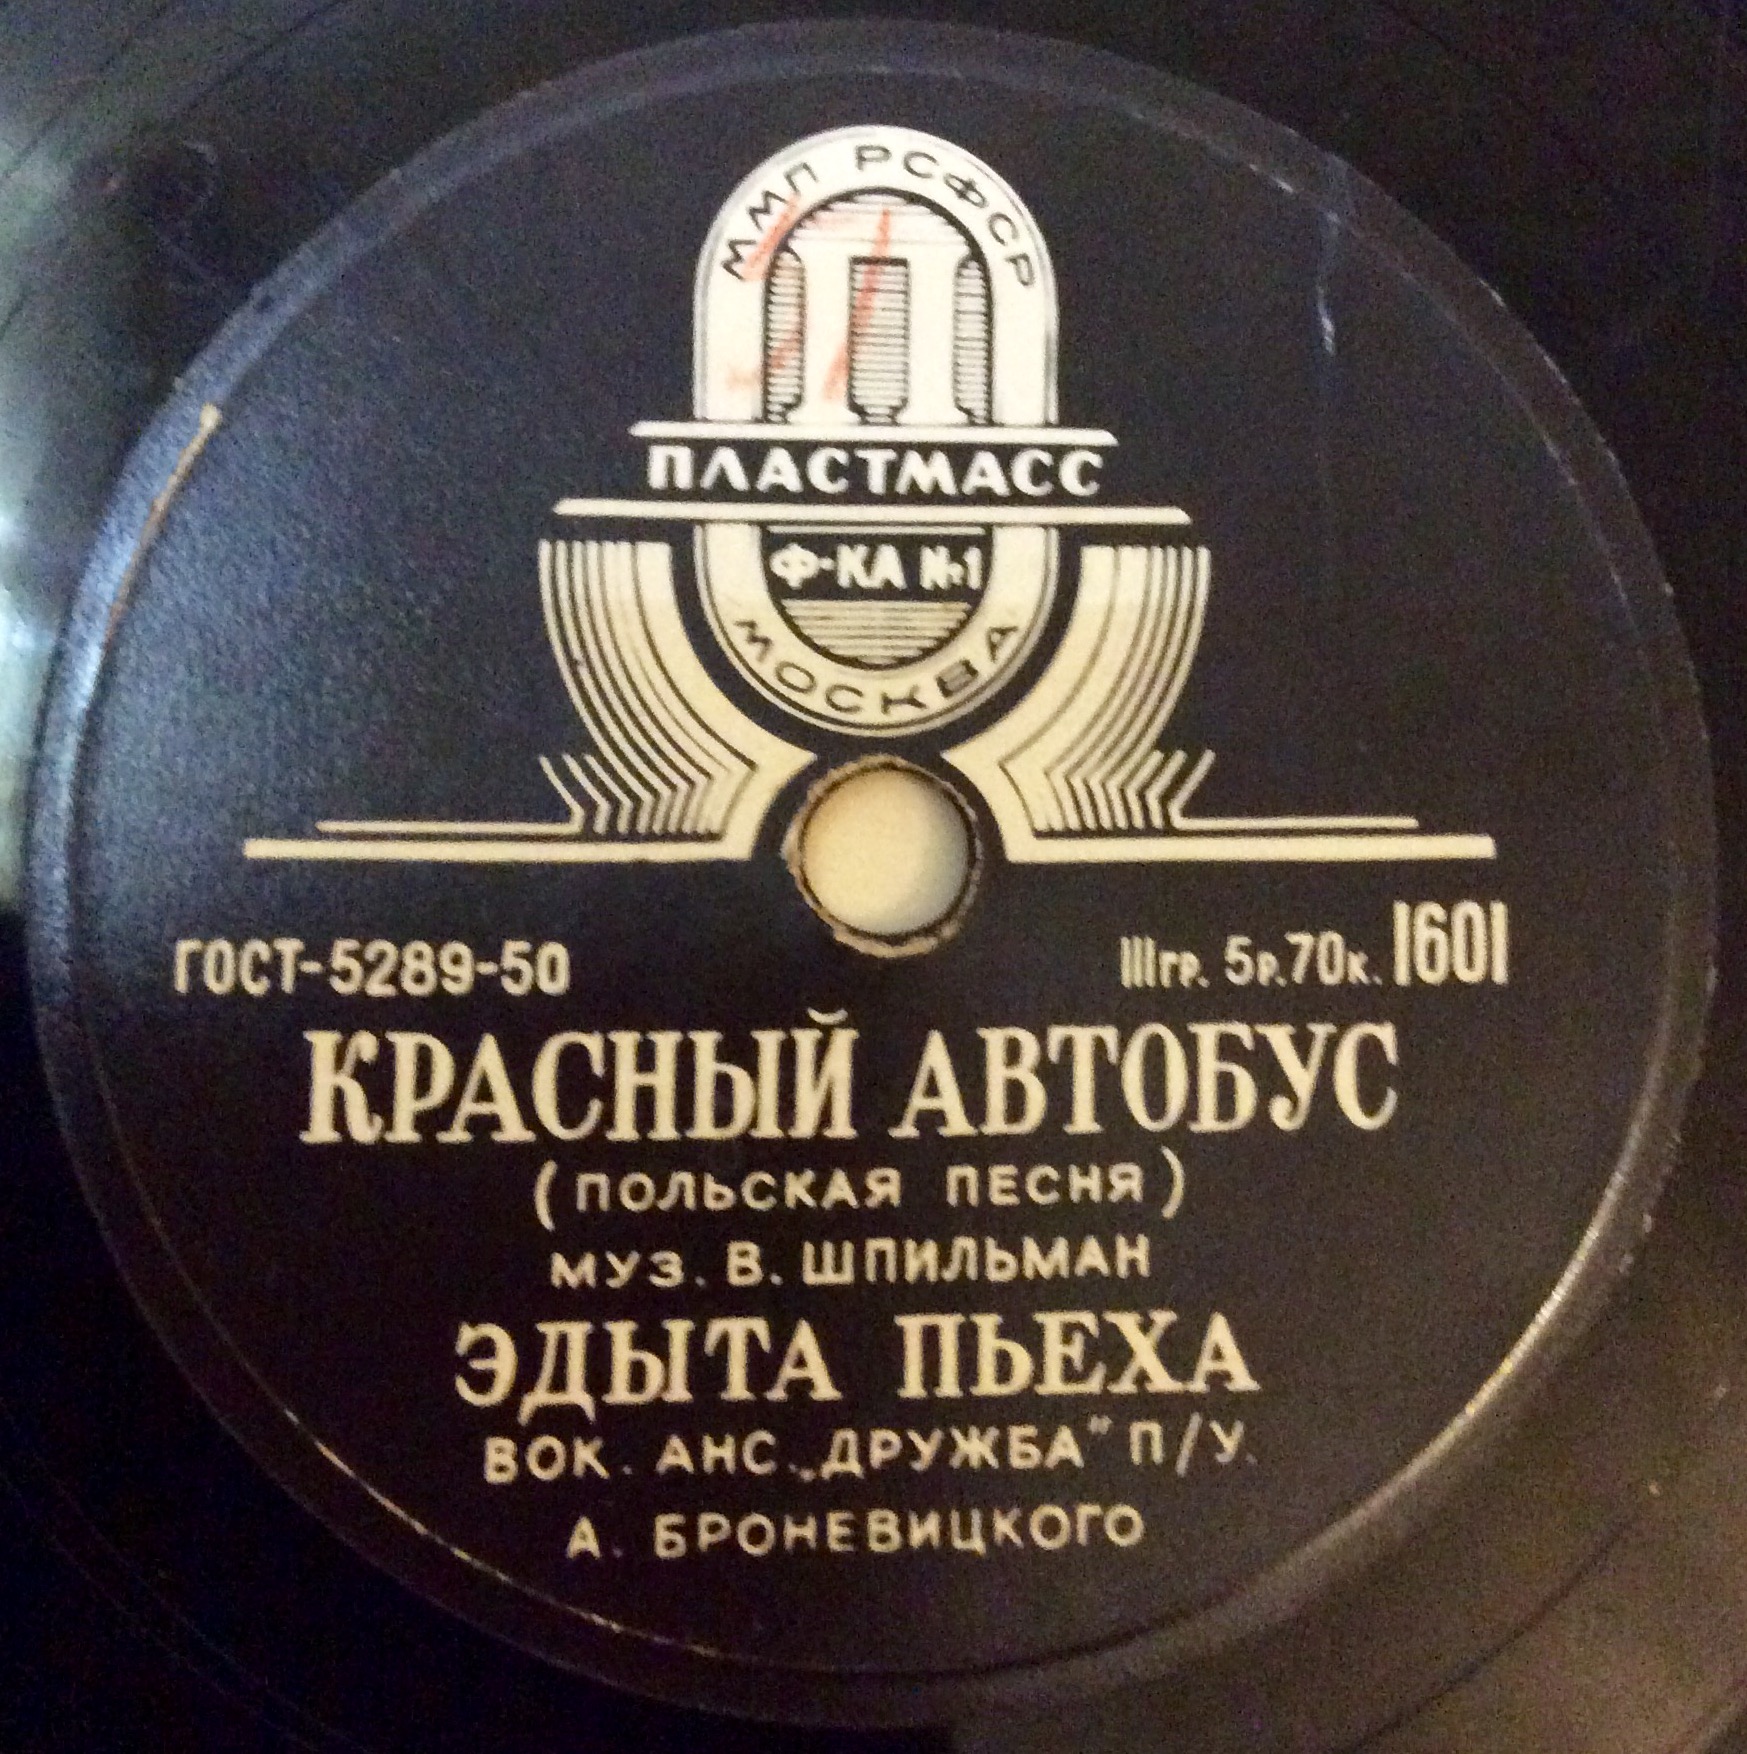 ММП РСФСР
ПЛАСТМАСС
Ф-КА №1
МОСКВА
ГОСТ-5289-50
IIIгр. 5р.70к. 1601
КРАСНЫЙ АВТОБУС
(ПОЛЬСКАЯ ПЕСНЯ)
МУЗ. В. ШПИЛЬМАН
ЭДЫТА ПЬЕХА
ВОК. АНС. „ДРУЖБА" П/У.
А. БРОНЕВИЦКОГО